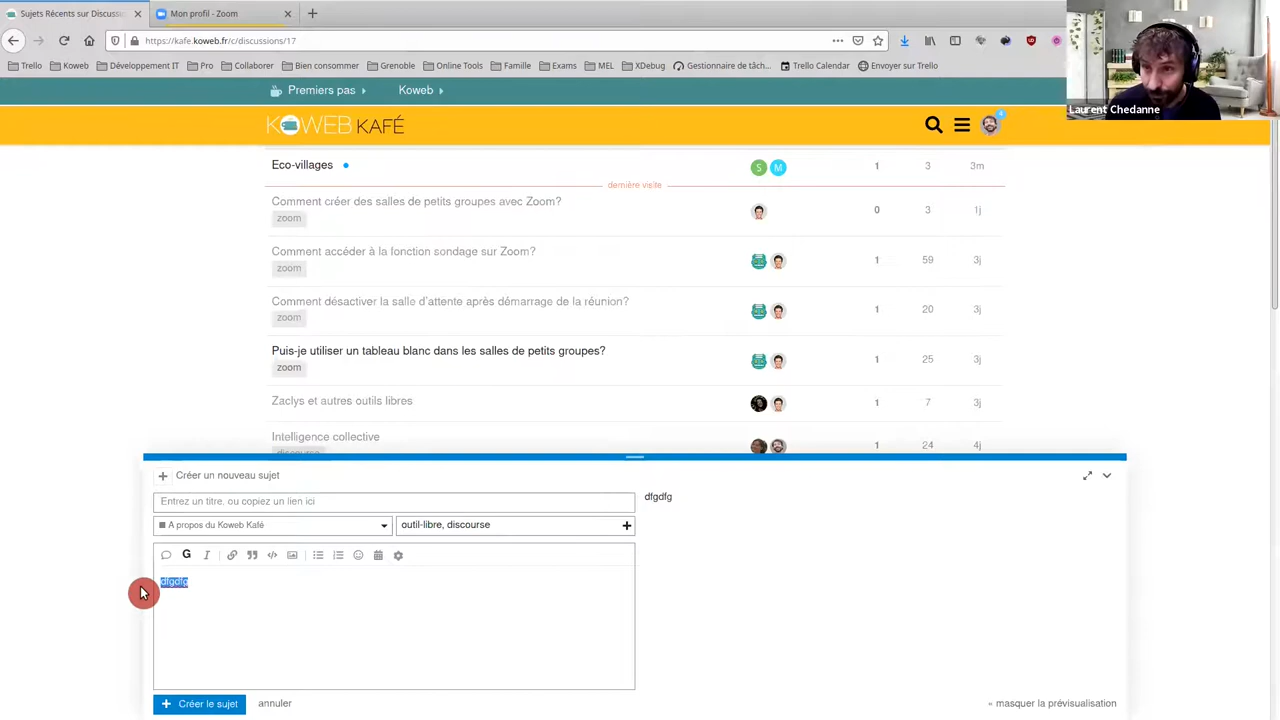 Sujets Récents sur Discussi
Mon profil - Zoom
https://kafe.koweb.fr/c/discussions/17
Trello
Koweb
Développement IT
Pro
Collaborer
Bien consommer
Grenoble
Online Tools
Famille
Exams
MEL
XDebug
Gestionnaire de tâch...
Trello Calendar
Envoyer sur Trello
Laurent Chedanne
Premiers pas
Koweb
KOWEB KAFÉ
4
Eco-villages
S M 1 3 3m
dernière visite
Comment créer des salles de petits groupes avec Zoom?
0 3 1j
zoom
Comment accéder à la fonction sondage sur Zoom?
1 59 3j
zoom
Comment désactiver la salle d'attente après démarrage de la réunion?
1 20 3j
zoom
Puis-je utiliser un tableau blanc dans les salles de petits groupes?
1 25 3j
zoom
Zaclys et autres outils libres
1 7 3j
Intelligence collective
1 24 4j
discourse
Créer un nouveau sujet
Entrez un titre, ou copiez un lien ici
dfgdfg
A propos du Koweb Kafé
outil-libre, discourse
G I
dfgdfg
Créer le sujet
annuler
« masquer la prévisualisation